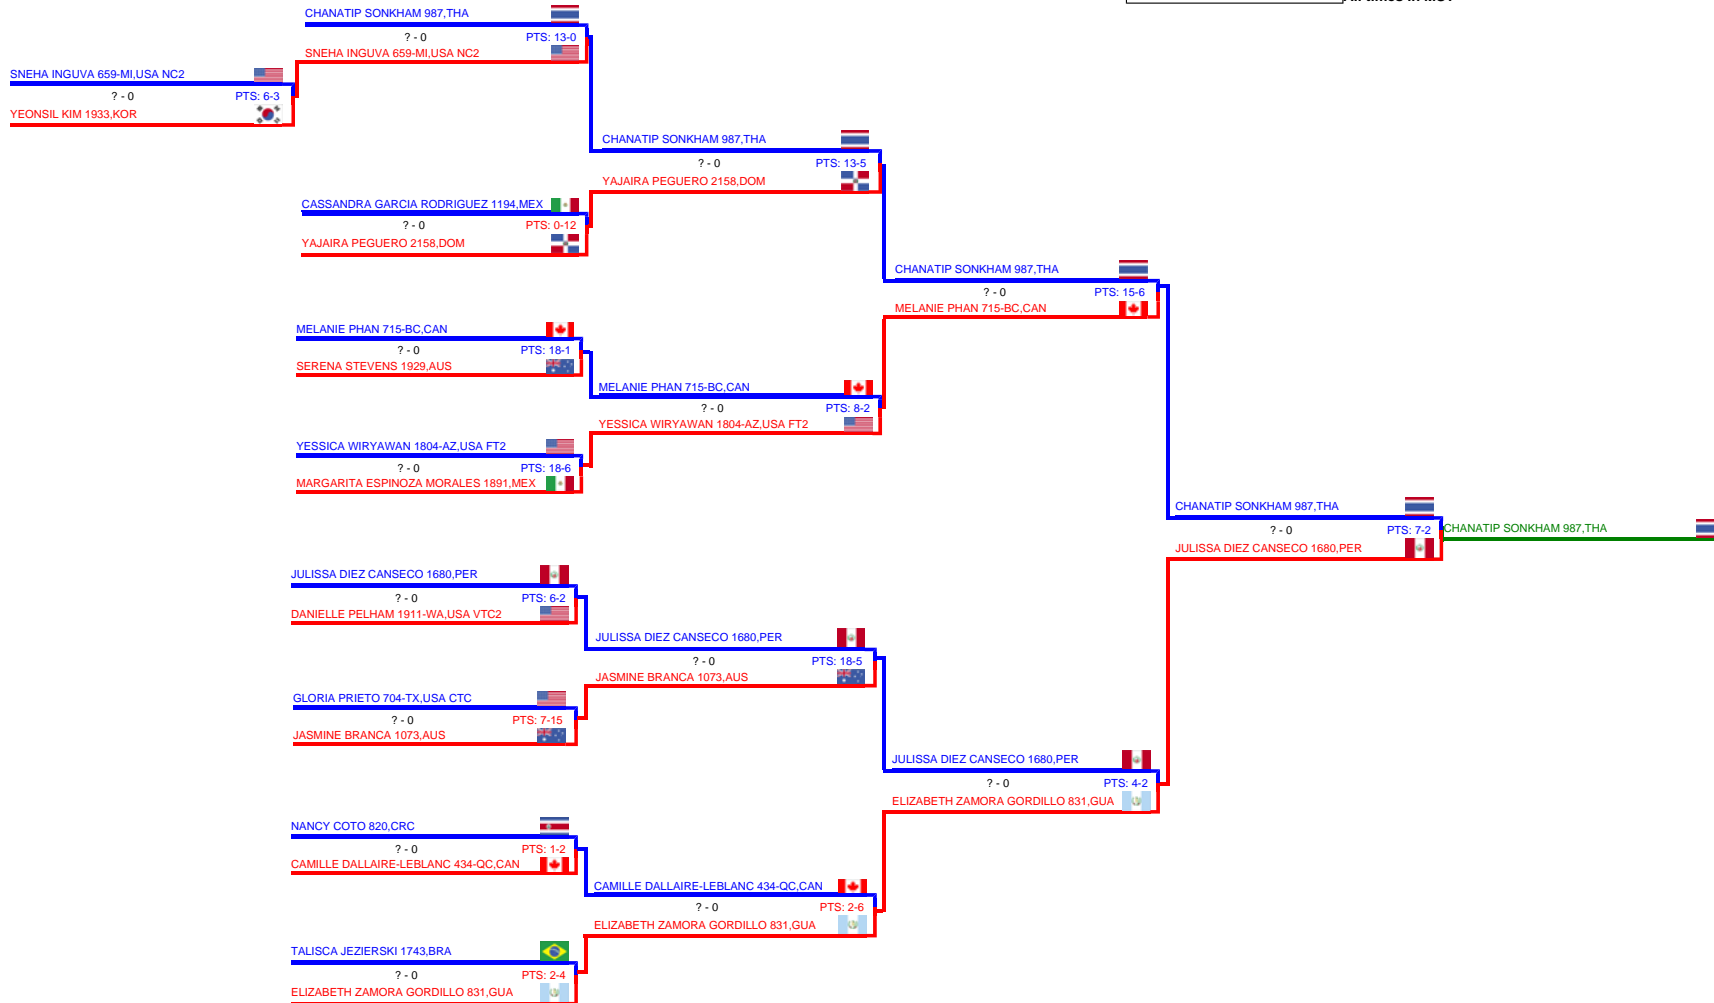 CHANATIP SONKHAM 987,THA
? - 0
PTS: 13-0
SNEHA INGUVA 659-MI,USA NC2
SNEHA INGUVA 659-MI,USA NC2
? - 0
PTS: 6-3
YEONSIL KIM 1933,KOR
CHANATIP SONKHAM 987,THA
? - 0
PTS: 13-5
YAJAIRA PEGUERO 2158,DOM
CASSANDRA GARCIA RODRIGUEZ 1194,MEX
? - 0
PTS: 0-12
YAJAIRA PEGUERO 2158,DOM
CHANATIP SONKHAM 987,THA
? - 0
PTS: 15-6
MELANIE PHAN 715-BC,CAN
MELANIE PHAN 715-BC,CAN
? - 0
PTS: 18-1
SERENA STEVENS 1929,AUS
MELANIE PHAN 715-BC,CAN
? - 0
PTS: 8-2
YESSICA WIRYAWAN 1804-AZ,USA FT2
YESSICA WIRYAWAN 1804-AZ,USA FT2
? - 0
PTS: 18-6
MARGARITA ESPINOZA MORALES 1891,MEX
CHANATIP SONKHAM 987,THA
? - 0
PTS: 7-2
JULISSA DIEZ CANSECO 1680,PER
CHANATIP SONKHAM 987,THA
JULISSA DIEZ CANSECO 1680,PER
? - 0
PTS: 6-2
DANIELLE PELHAM 1911-WA,USA VTC2
JULISSA DIEZ CANSECO 1680,PER
? - 0
PTS: 18-5
JASMINE BRANCA 1073,AUS
GLORIA PRIETO 704-TX,USA CTC
? - 0
PTS: 7-15
JASMINE BRANCA 1073,AUS
JULISSA DIEZ CANSECO 1680,PER
? - 0
PTS: 4-2
ELIZABETH ZAMORA GORDILLO 831,GUA
NANCY COTO 820,CRC
? - 0
PTS: 1-2
CAMILLE DALLAIRE-LEBLANC 434-QC,CAN
CAMILLE DALLAIRE-LEBLANC 434-QC,CAN
? - 0
PTS: 2-6
ELIZABETH ZAMORA GORDILLO 831,GUA
TALISCA JEZIERSKI 1743,BRA
? - 0
PTS: 2-4
ELIZABETH ZAMORA GORDILLO 831,GUA